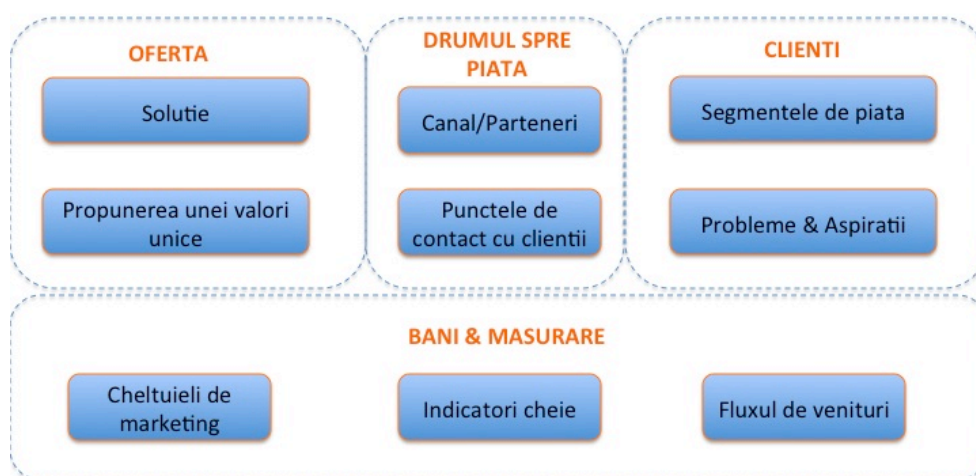 OFERTA
Solutie
Propunerea unei valori
unice
DRUMUL SPRE
PIATA
Canal/Parteneri
Punctele de
contact cu clientii
CLIENTI
Segmentele de piata
Probleme & Aspiratii
BANI & MASURARE
Cheltuieli de
marketing
Indicatori cheie
Fluxul de venituri